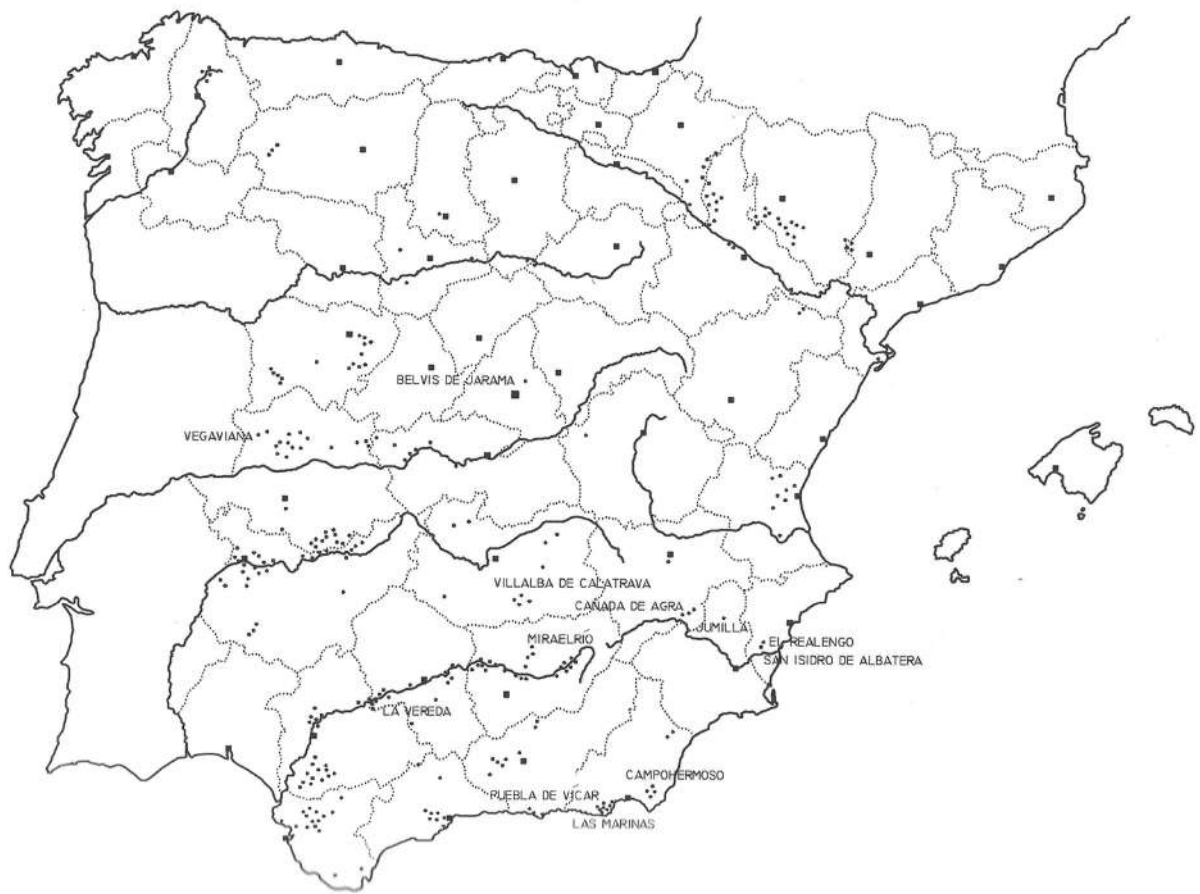 BELVIS DE JARAMA
VEGAVIANA
VILLALBA DE CALATRAVA
CAÑADA DE AGRA
JUMILLA
MIRAELRIO
EL REALENGO
SAN ISIDRO DE ALBATERA
LA VEREDA
CAMPOHERMOSO
PUEBLA DE VICAR
LAS MARINAS